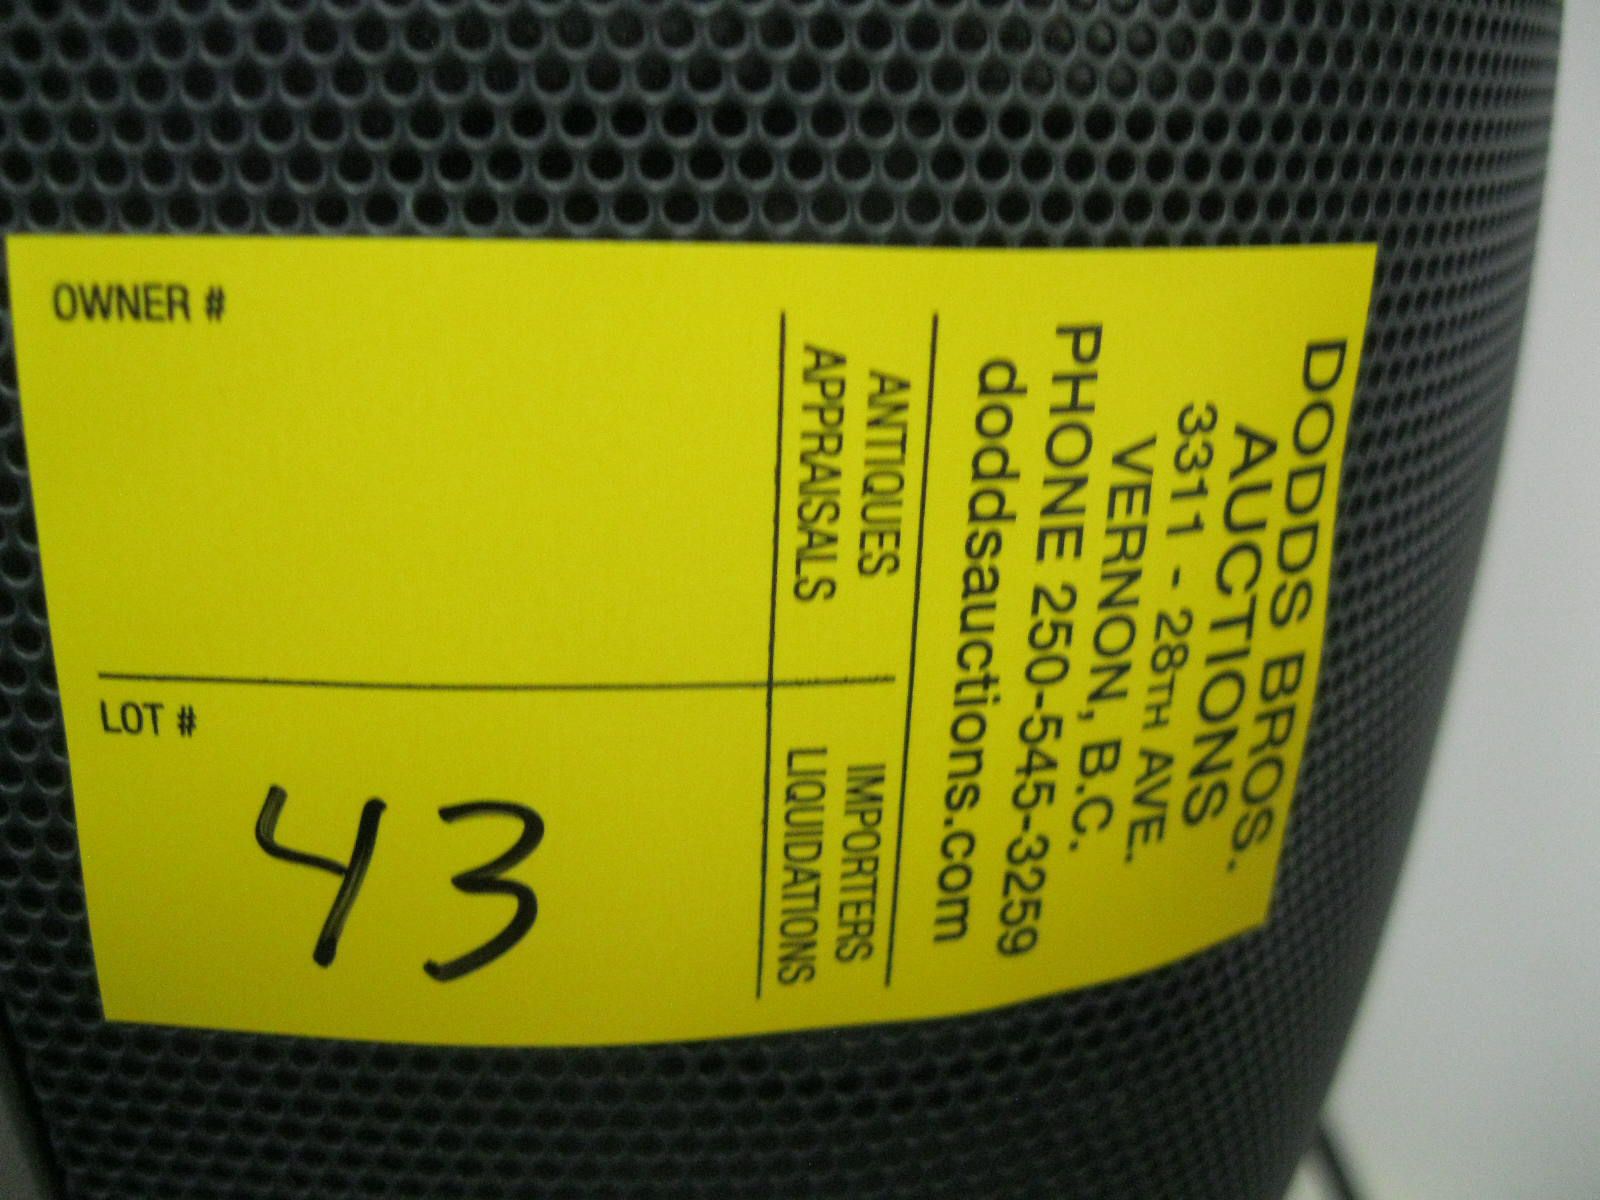 DODDS BROS.
AUCTIONS
3311 - 28TH AVE.
VERNON, B.C.
PHONE 250-545-3259
doddsauctions.com
ANTIQUES IMPORTERS
APPRAISALS LIQUIDATIONS
OWNER #
LOT #
43